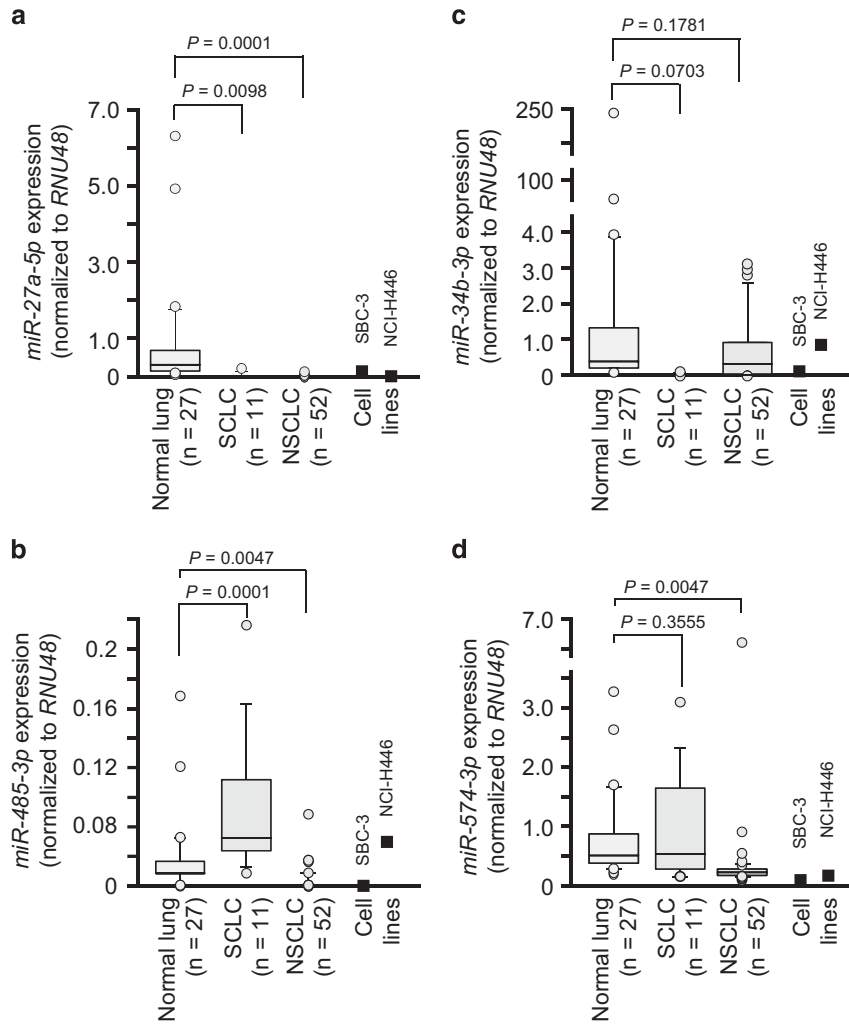 a
P = 0.0001
P = 0.0098
miR-27a-5p expression
(normalized to RNU48)
7.0
5.0
3.0
1.0
0
SBC-3
NCI-H446
Normal lung
(n = 27)
SCLC
(n = 11)
NSCLC
(n = 52)
Cell
lines
c
P = 0.1781
P = 0.0703
miR-34b-3p expression
(normalized to RNU48)
250
100
4.0
3.0
2.0
1.0
0
SBC-3
NCI-H446
Normal lung
(n = 27)
SCLC
(n = 11)
NSCLC
(n = 52)
Cell
lines
b
P = 0.0047
P = 0.0001
miR-485-3p expression
(normalized to RNU48)
0.2
0.16
0.12
0.08
0
SBC-3
NCI-H446
Normal lung
(n = 27)
SCLC
(n = 11)
NSCLC
(n = 52)
Cell
lines
d
P = 0.0047
P = 0.3555
miR-574-3p expression
(normalized to RNU48)
7.0
3.0
2.0
1.0
0
SBC-3
NCI-H446
Normal lung
(n = 27)
SCLC
(n = 11)
NSCLC
(n = 52)
Cell
lines